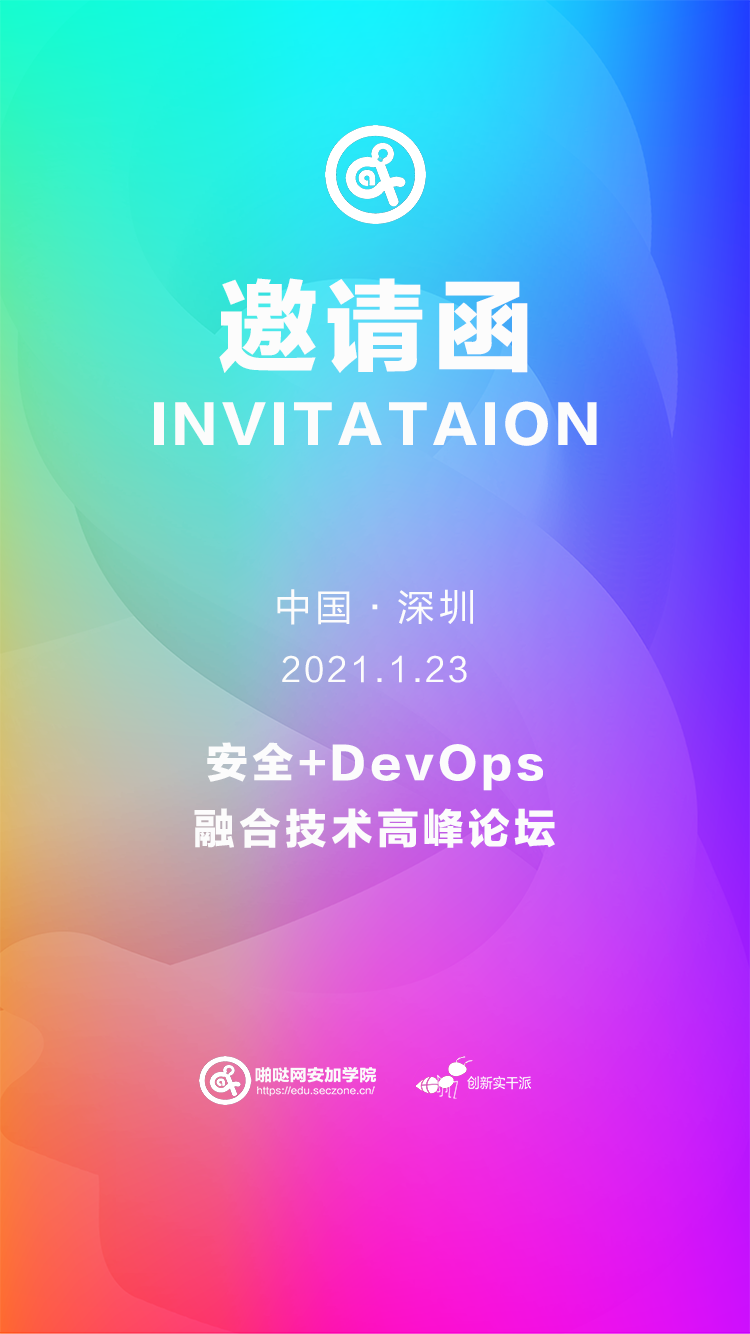 邀请函
INVITATAION
中国·深圳
2021.1.23
安全+DevOps
融合技术高峰论坛
啪哒网安加学院
https://edu.seczone.cn/
创新实干派